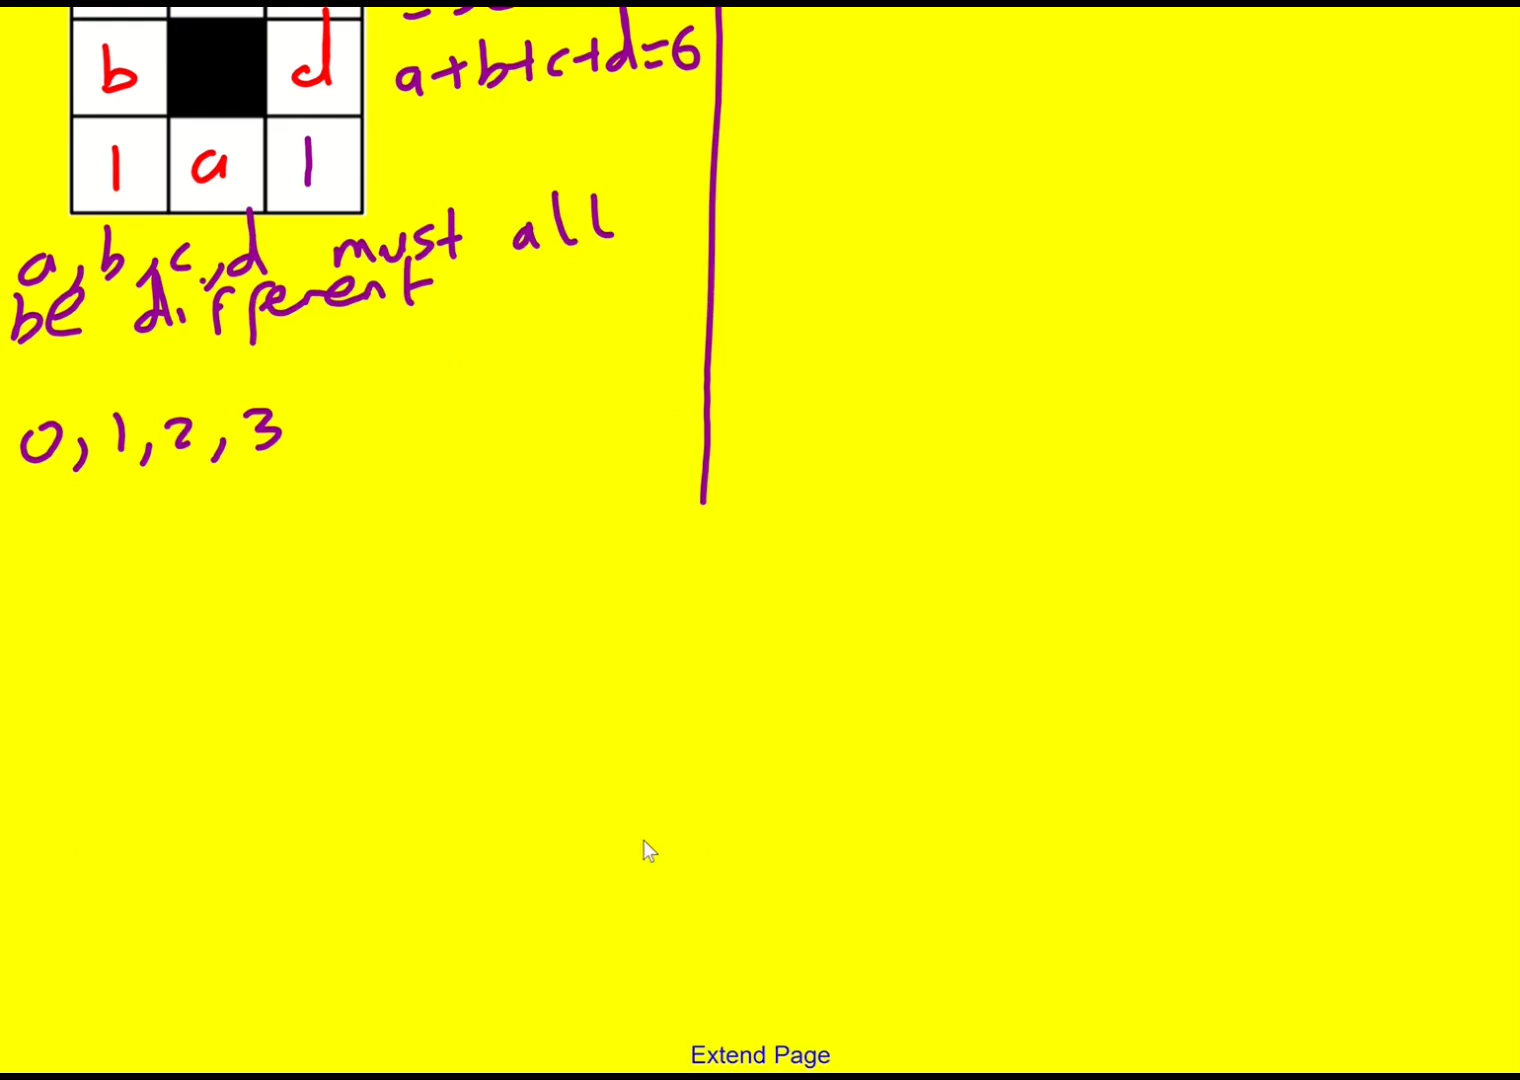 b d
a+b+c+d=6
1 a 1
a, b, c, d must all
be different
0, 1, 2, 3
Extend Page